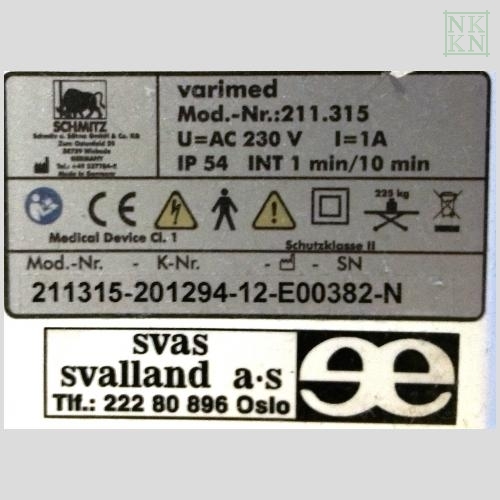 NK
KN
SCHMITZ
Schmitz u. Söhne GmbH & Co. KG
Zum Ostenfeld 29
58739 Wickede
GERMANY
Made in Germany
varimed
Mod.-Nr.:211.315
U=AC 230 V I=1A
IP 54 INT 1 min/10 min
CE
225 kg
Medical Device Cl. 1
Schutzklasse II
Mod.-Nr. - K-Nr. - - SN
211315-201294-12-E00382-N
svas
svalland a·s
Tlf.: 222 80 896 Oslo